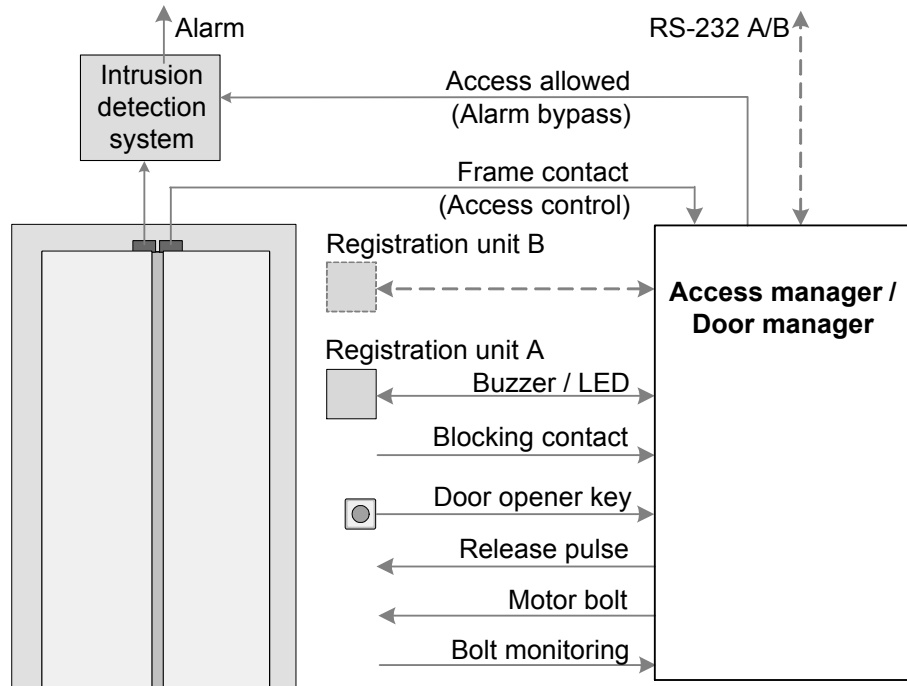 Alarm
RS-232 A/B
Intrusion
detection
system
Access allowed
(Alarm bypass)
Frame contact
(Access control)
Registration unit B
Access manager /
Door manager
Registration unit A
Buzzer / LED
Blocking contact
Door opener key
Release pulse
Motor bolt
Bolt monitoring